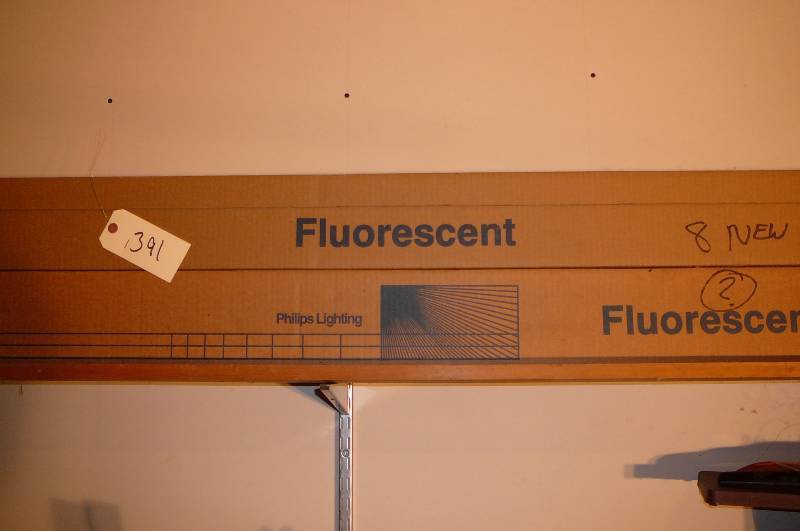 1391
Fluorescent
8 NEW
?
Philips Lighting
Fluorescen